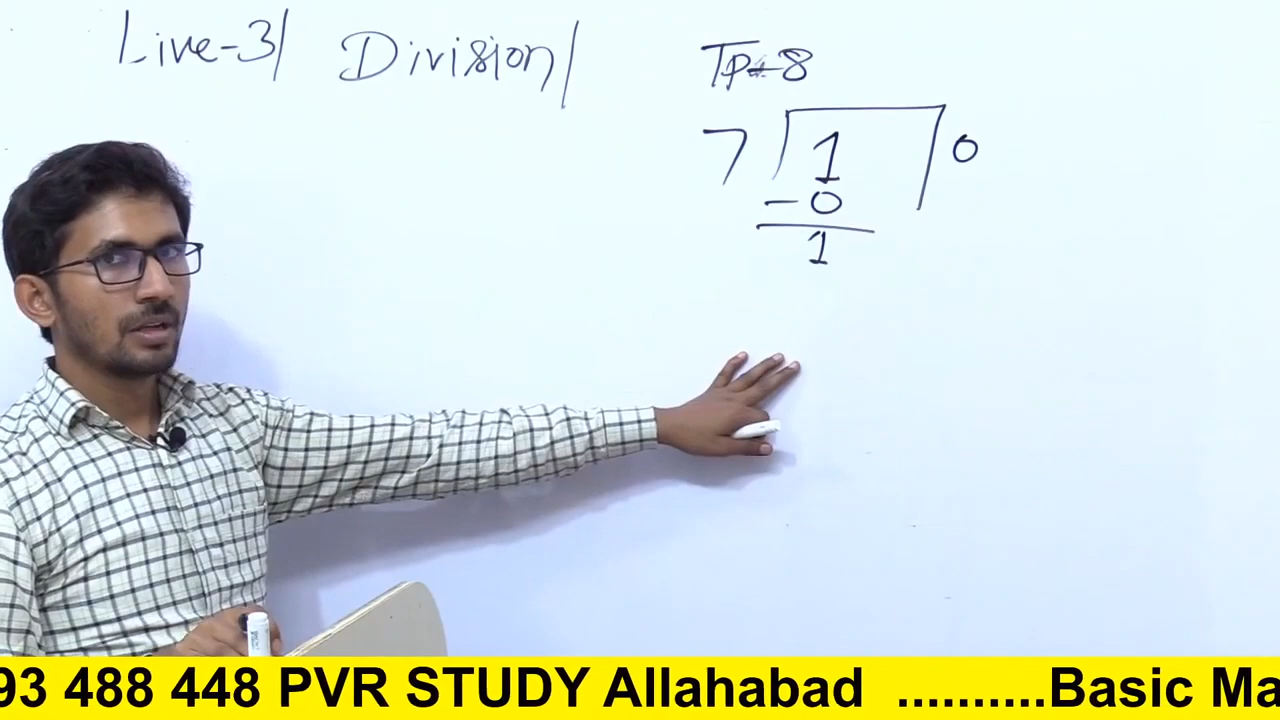 Live-3/ Division/
Tp-8
7 1 0
-0
1
93 488 448 PVR STUDY Allahabad ..........Basic Ma